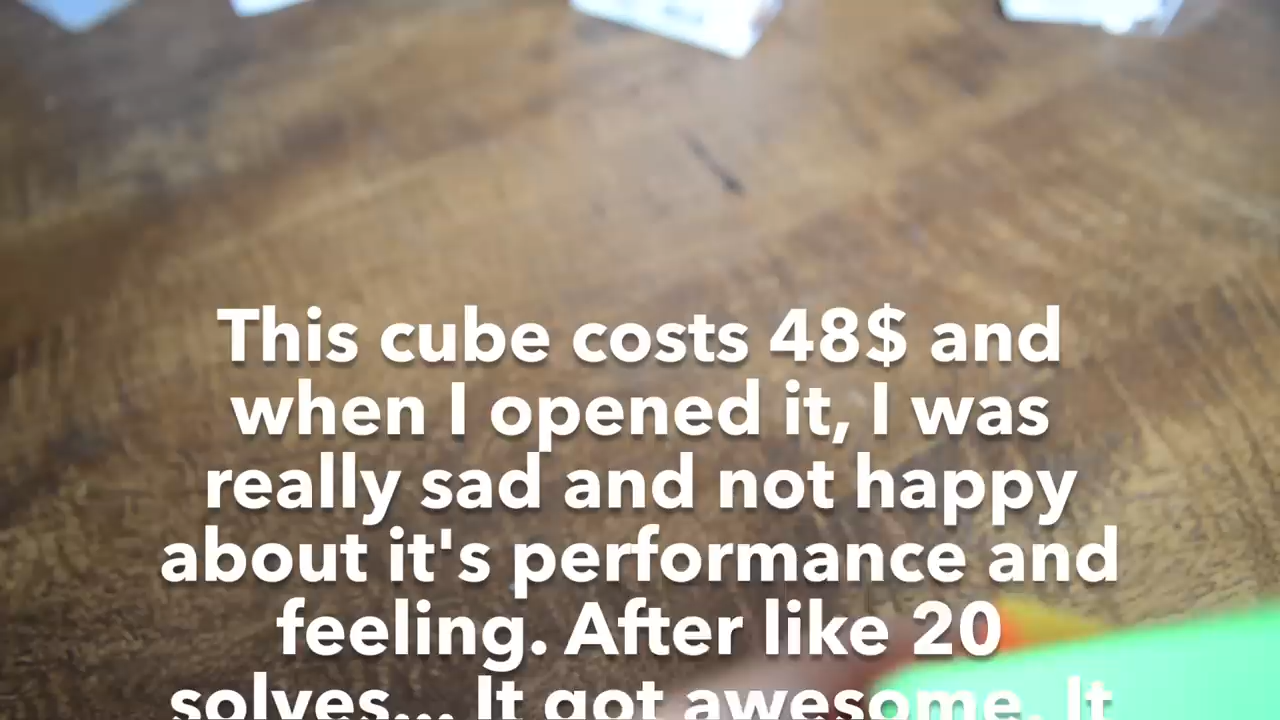 This cube costs 48$ and
when I opened it, I was
really sad and not happy
about it's performance and
feeling. After like 20
solves... It got awesome. It